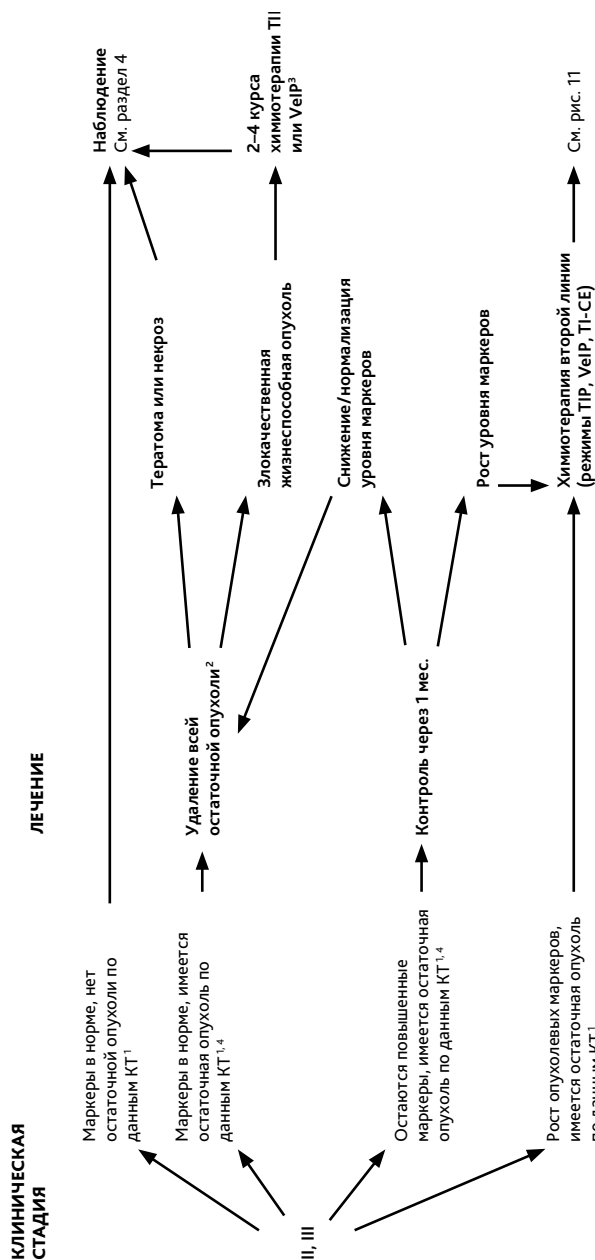 КЛИНИЧЕСКАЯ
СТАДИЯ
ЛЕЧЕНИЕ
II, III
Маркеры в норме, нет
остаточной опухоли по
данным КТ1
Маркеры в норме, имеется
остаточная опухоль по
данным КТ1, 4
Остаются повышенные
маркеры, имеется остаточная
опухоль по данным КТ1, 4
Рост опухолевых маркеров,
имеется остаточная опухоль
по данным КТ1
Удаление всей
остаточной опухоли2
Контроль через 1 мес.
Тератома или некроз
Злокачественная
жизнеспособная опухоль
Снижение/нормализация
уровня маркеров
Рост уровня маркеров
Химиотерапия второй линии
(режимы TIP, VeIP, TI-CE)
Наблюдение
См. раздел 4
2–4 курса
химиотерапии TII
или VeIP3
См. рис. 11